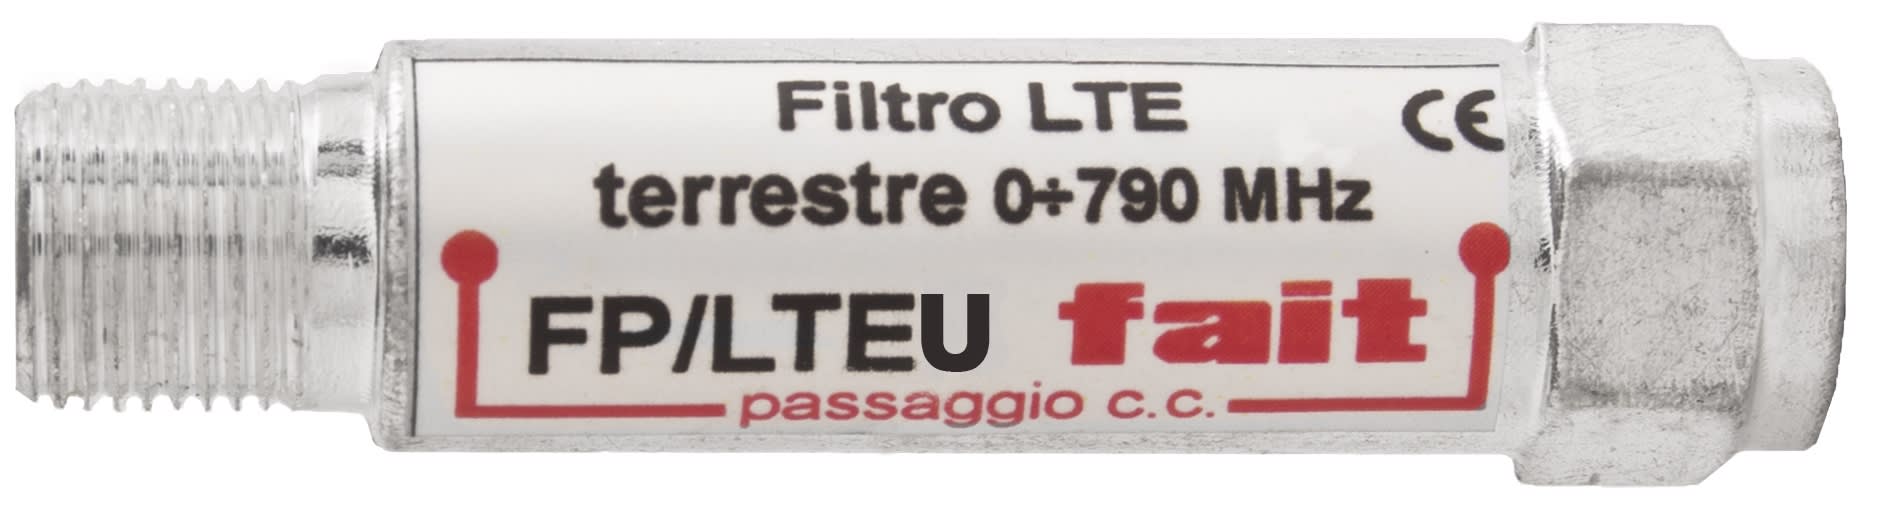 Filtro LTE CE
terrestre 0÷790 MHz
FP/LTEU fait
passaggio c.c.